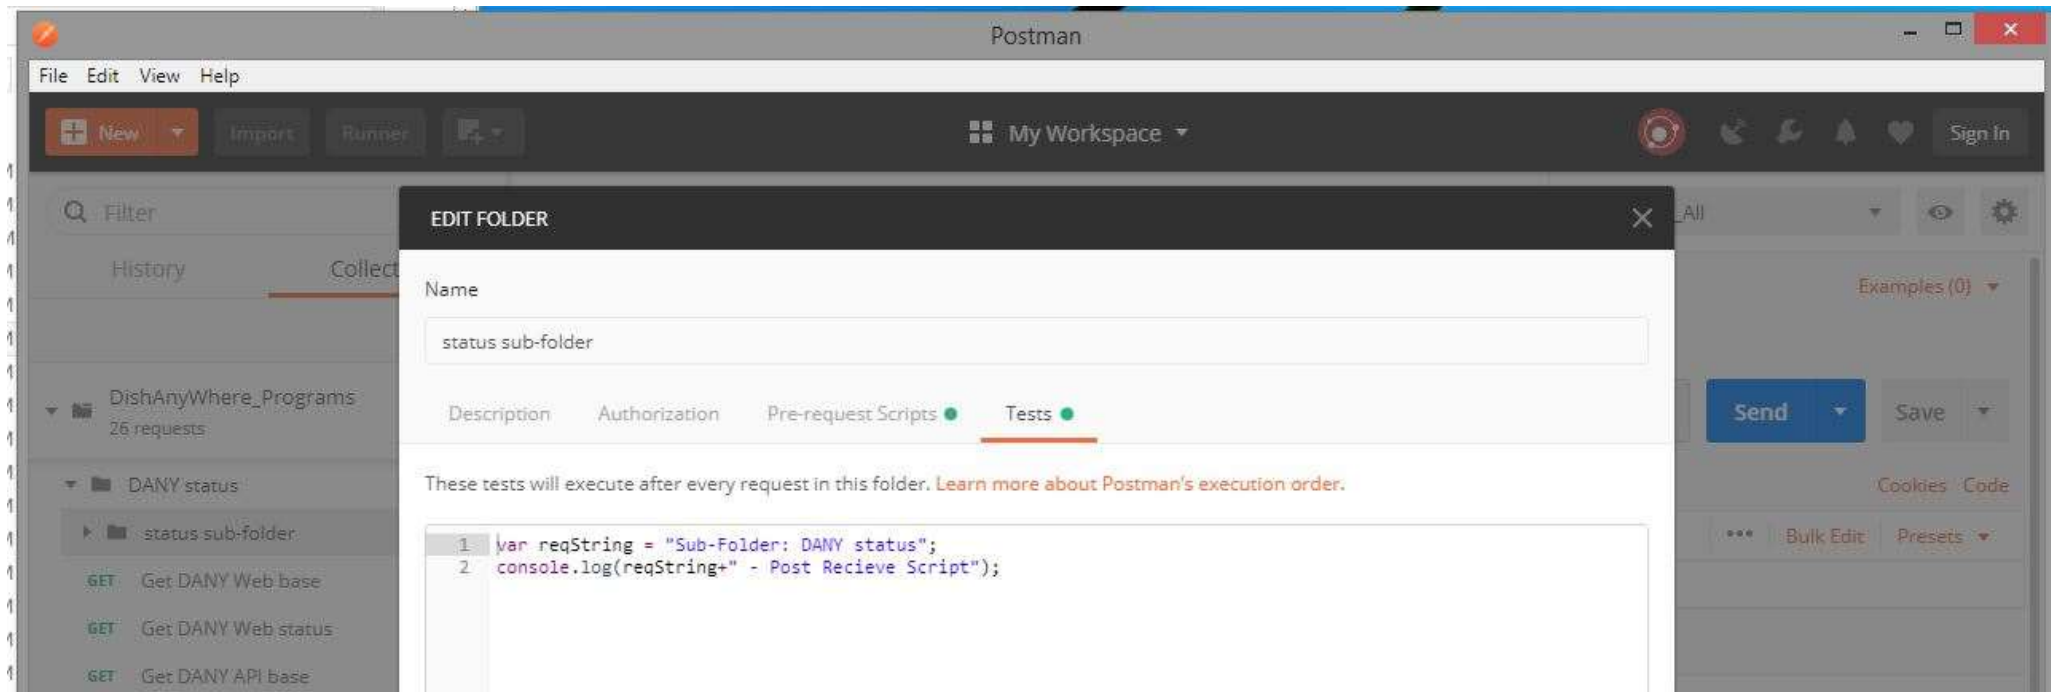 Postman
File Edit View Help
New Import Runner My Workspace Sign In
Filter
History Collect
EDIT FOLDER
_All
Name
Examples (0)
status sub-folder
DishAnyWhere_Programs
26 requests
Description Authorization Pre-request Scripts Tests
Send Save
DANY status
These tests will execute after every request in this folder. Learn more about Postman's execution order.
Cookies Code
status sub-folder
Bulk Edit Presets
1 var reqString = "Sub-Folder: DANY status";
2 console.log(reqString+" - Post Recieve Script");
GET Get DANY Web base
GET Get DANY Web status
GET Get DANY API base